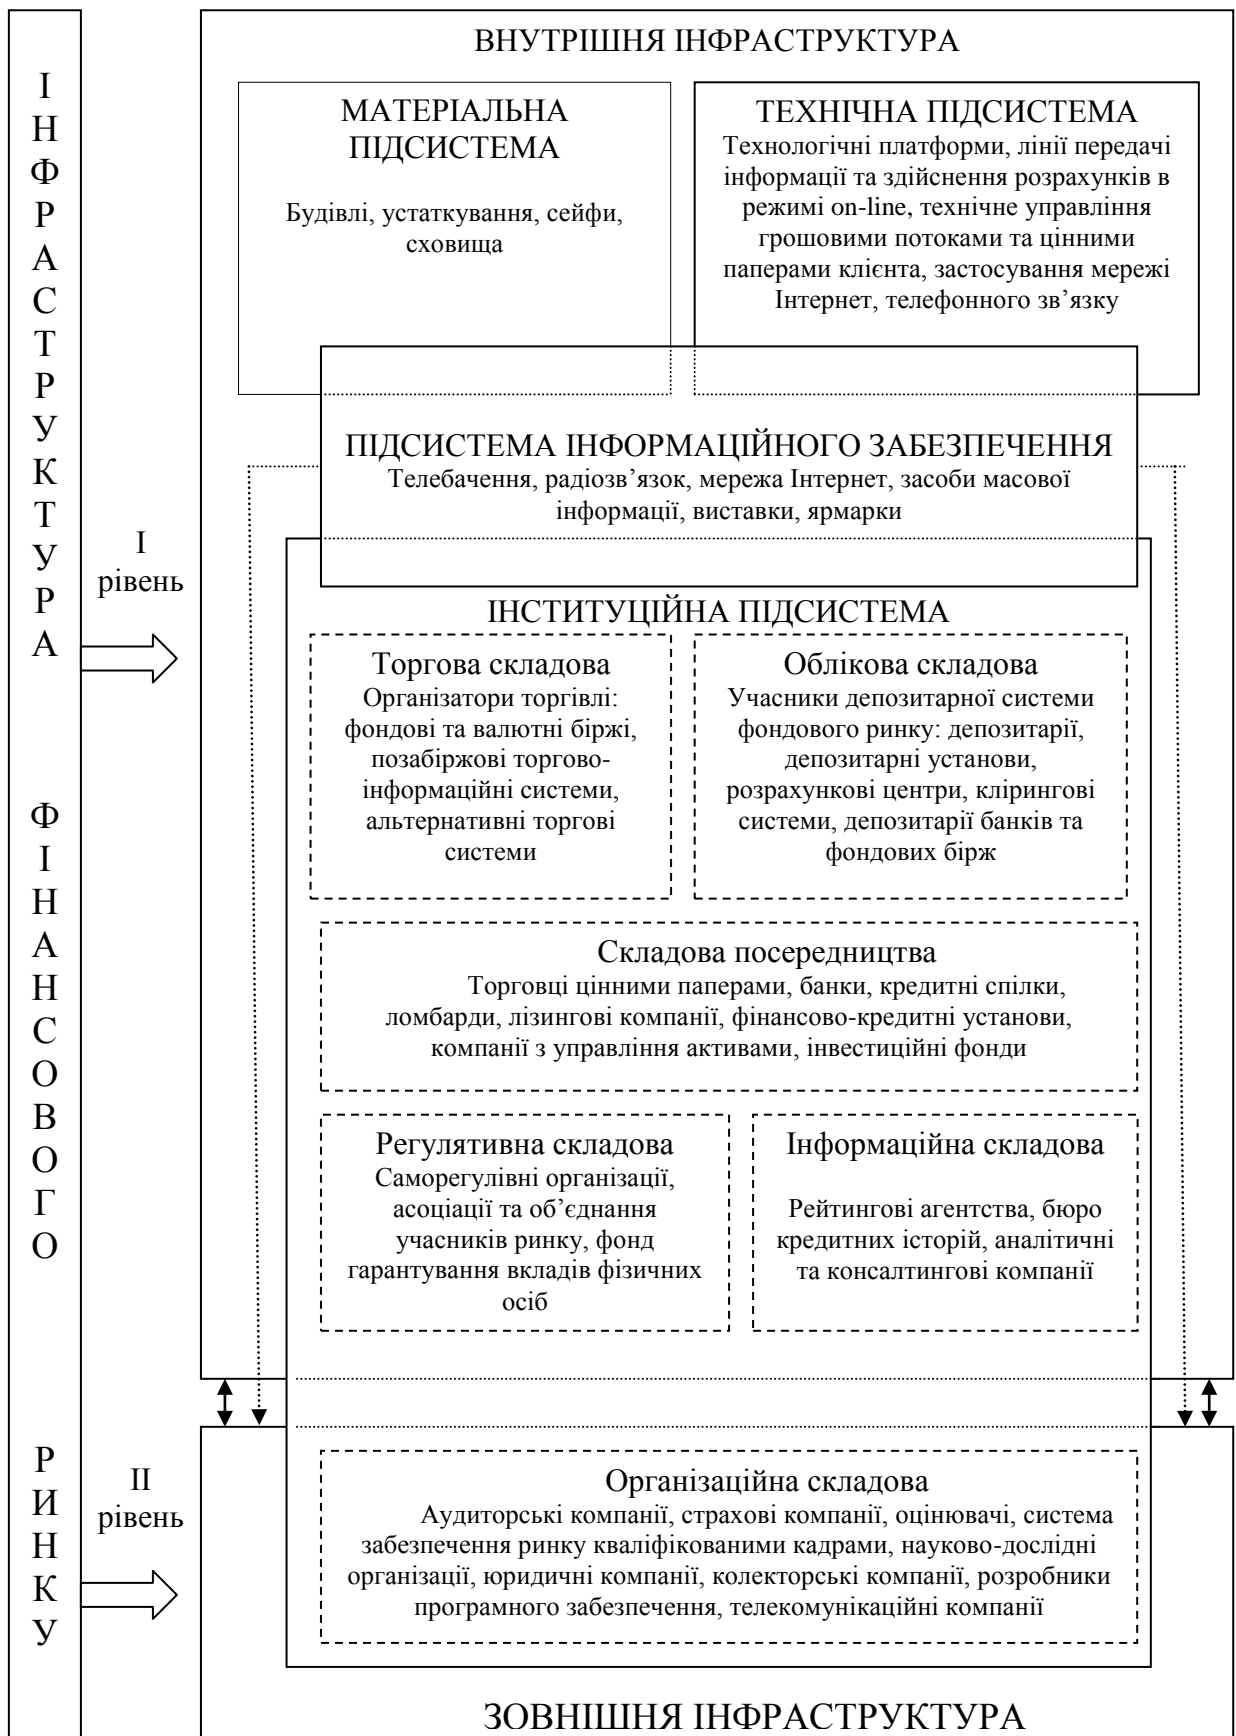 ІНФРАСТРУКТУРА ФІНАНСОВОГО РИНКУ
ВНУТРІШНЯ ІНФРАСТРУКТУРА
МАТЕРІАЛЬНА
ПІДСИСТЕМА
Будівлі, устаткування, сейфи,
сховища
ТЕХНІЧНА ПІДСИСТЕМА
Технологічні платформи, лінії передачі
інформації та здійснення розрахунків в
режимі on-line, технічне управління
грошовими потоками та цінними
паперами клієнта, застосування мережі
Інтернет, телефонного зв’язку
ПІДСИСТЕМА ІНФОРМАЦІЙНОГО ЗАБЕЗПЕЧЕННЯ
Телебачення, радіозв’язок, мережа Інтернет, засоби масової
інформації, виставки, ярмарки
І
рівень
ІНСТИТУЦІЙНА ПІДСИСТЕМА
Торгова складова
Організатори торгівлі:
фондові та валютні біржі,
позабіржові торгово-
інформаційні системи,
альтернативні торгові
системи
Облікова складова
Учасники депозитарної системи
фондового ринку: депозитарії,
депозитарні установи,
розрахункові центри, клірингові
системи, депозитарії банків та
фондових бірж
Складова посередництва
Торговці цінними паперами, банки, кредитні спілки,
ломбарди, лізингові компанії, фінансово-кредитні установи,
компанії з управління активами, інвестиційні фонди
Регулятивна складова
Саморегулівні організації,
асоціації та об’єднання
учасників ринку, фонд
гарантування вкладів фізичних
осіб
Інформаційна складова
Рейтингові агентства, бюро
кредитних історій, аналітичні
та консалтингові компанії
ІІ
рівень
Організаційна складова
Аудиторські компанії, страхові компанії, оцінювачі, система
забезпечення ринку кваліфікованими кадрами, науково-дослідні
організації, юридичні компанії, колекторські компанії, розробники
програмного забезпечення, телекомунікаційні компанії
ЗОВНІШНЯ ІНФРАСТРУКТУРА